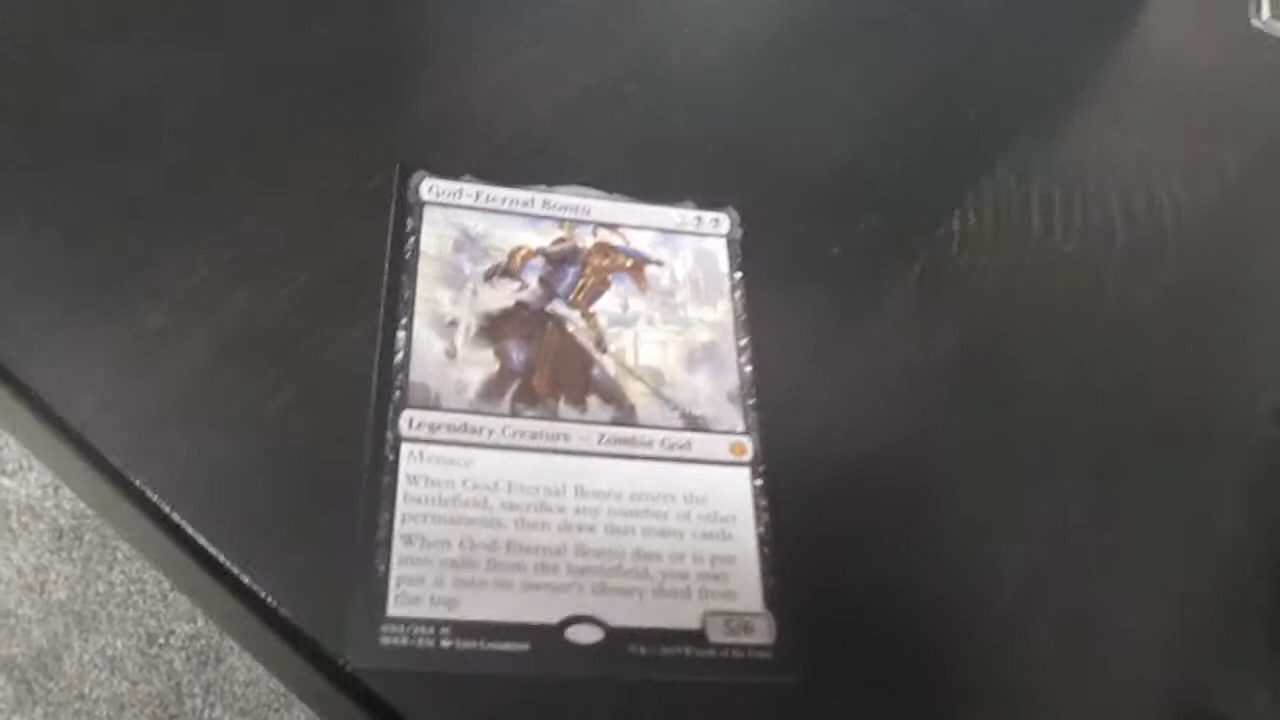 God-Eternal Bontu
Legendary Creature — Zombie God
Menace
When God-Eternal Bontu enters the
battlefield, sacrifice any number of other
permanents, then draw that many cards.
When God-Eternal Bontu dies or is put
into exile from the battlefield, you may
put it into its owner's library third from
the top.
5/6